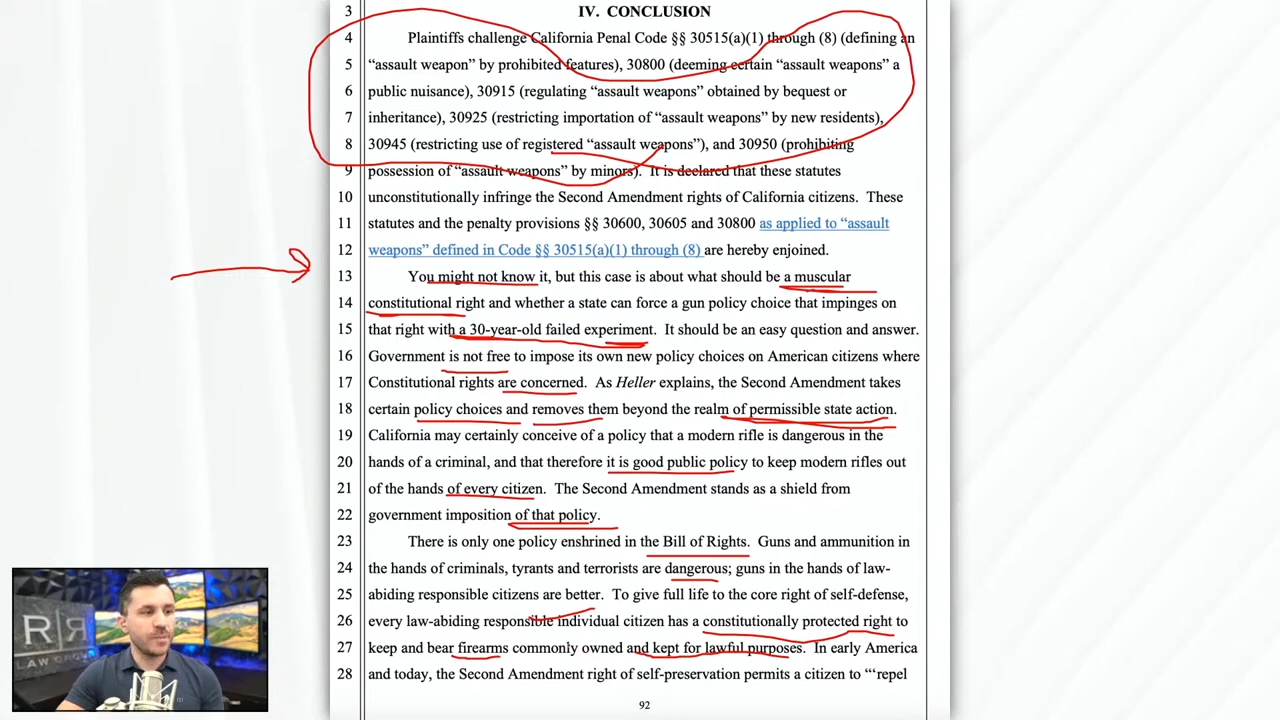 IV. CONCLUSION
3
4 Plaintiffs challenge California Penal Code §§ 30515(a)(1) through (8) (defining an
5 “assault weapon” by prohibited features), 30800 (deeming certain “assault weapons” a
6 public nuisance), 30915 (regulating “assault weapons” obtained by bequest or
7 inheritance), 30925 (restricting importation of “assault weapons” by new residents),
8 30945 (restricting use of registered “assault weapons”), and 30950 (prohibiting
9 possession of “assault weapons” by minors). It is declared that these statutes
10 unconstitutionally infringe the Second Amendment rights of California citizens. These
11 statutes and the penalty provisions §§ 30600, 30605 and 30800 as applied to “assault
12 weapons” defined in Code §§ 30515(a)(1) through (8) are hereby enjoined.
13 You might not know it, but this case is about what should be a muscular
14 constitutional right and whether a state can force a gun policy choice that impinges on
15 that right with a 30-year-old failed experiment. It should be an easy question and answer.
16 Government is not free to impose its own new policy choices on American citizens where
17 Constitutional rights are concerned. As Heller explains, the Second Amendment takes
18 certain policy choices and removes them beyond the realm of permissible state action.
19 California may certainly conceive of a policy that a modern rifle is dangerous in the
20 hands of a criminal, and that therefore it is good public policy to keep modern rifles out
21 of the hands of every citizen. The Second Amendment stands as a shield from
22 government imposition of that policy.
23 There is only one policy enshrined in the Bill of Rights. Guns and ammunition in
24 the hands of criminals, tyrants and terrorists are dangerous; guns in the hands of law-
25 abiding responsible citizens are better. To give full life to the core right of self-defense,
26 every law-abiding responsible individual citizen has a constitutionally protected right to
27 keep and bear firearms commonly owned and kept for lawful purposes. In early America
28 and today, the Second Amendment right of self-preservation permits a citizen to “‘repel
92
R R
LAW GROUP